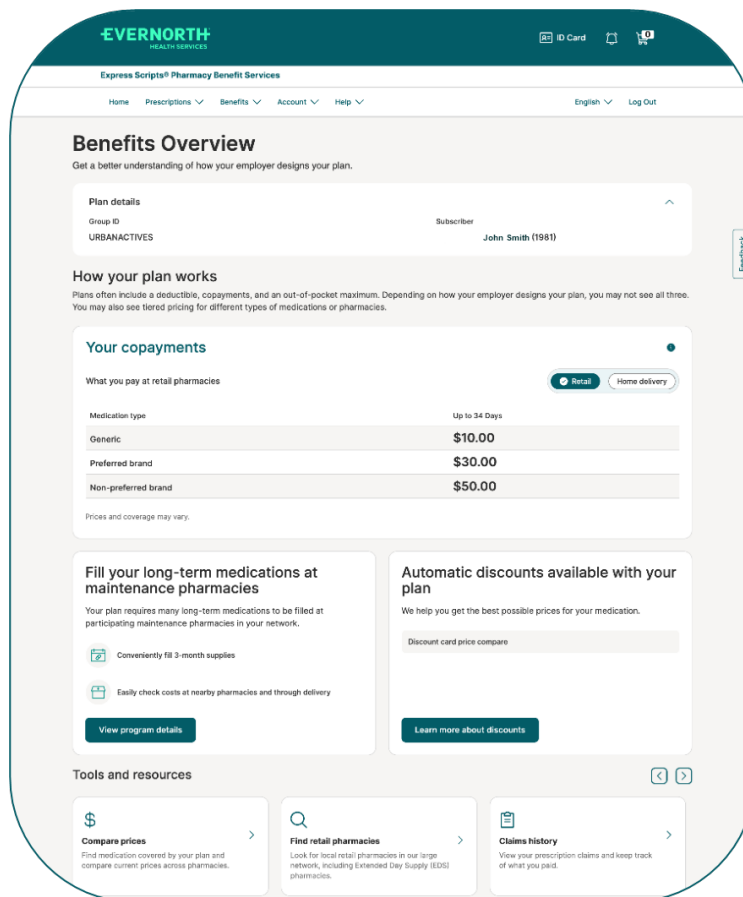 EVERNORTH
HEALTH SERVICES
ID Card
0
Express Scripts® Pharmacy Benefit Services
Home Prescriptions Benefits Account Help English Log Out
Benefits Overview
Get a better understanding of how your employer designs your plan.
Plan details
Group ID Subscriber
URBANACTIVES John Smith (1981)
Feedback
How your plan works
Plans often include a deductible, copayments, and an out-of-pocket maximum. Depending on how your employer designs your plan, you may not see all three.
You may also see tiered pricing for different types of medications or pharmacies.
Your copayments
What you pay at retail pharmacies Retail Home delivery
Medication type Up to 34 Days
Generic $10.00
Preferred brand $30.00
Non-preferred brand $50.00
Prices and coverage may vary.
Fill your long-term medications at
maintenance pharmacies
Your plan requires many long-term medications to be filled at
participating maintenance pharmacies in your network.
Conveniently fill 3-month supplies
Easily check costs at nearby pharmacies and through delivery
View program details
Automatic discounts available with your
plan
We help you get the best possible prices for your medication.
Discount card price compare
Learn more about discounts
Tools and resources
$
Compare prices
Find medication covered by your plan and
compare current prices across pharmacies.
Find retail pharmacies
Look for local retail pharmacies in our large
network, including Extended Day Supply (EDS)
pharmacies.
Claims history
View your prescription claims and keep track
of what you paid.